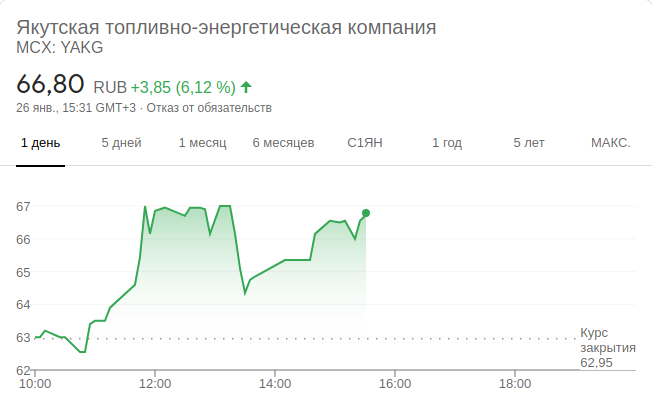 Якутская топливно-энергетическая компания
MCX: YAKG
66,80 RUB +3,85 (6,12 %)
26 янв., 15:31 GMT+3 · Отказ от обязательств
1 день 5 дней 1 месяц 6 месяцев С1ЯН 1 год 5 лет МАКС.
67
66
65
64
63
Курс
закрытия
62,95
62
10:00 12:00 14:00 16:00 18:00